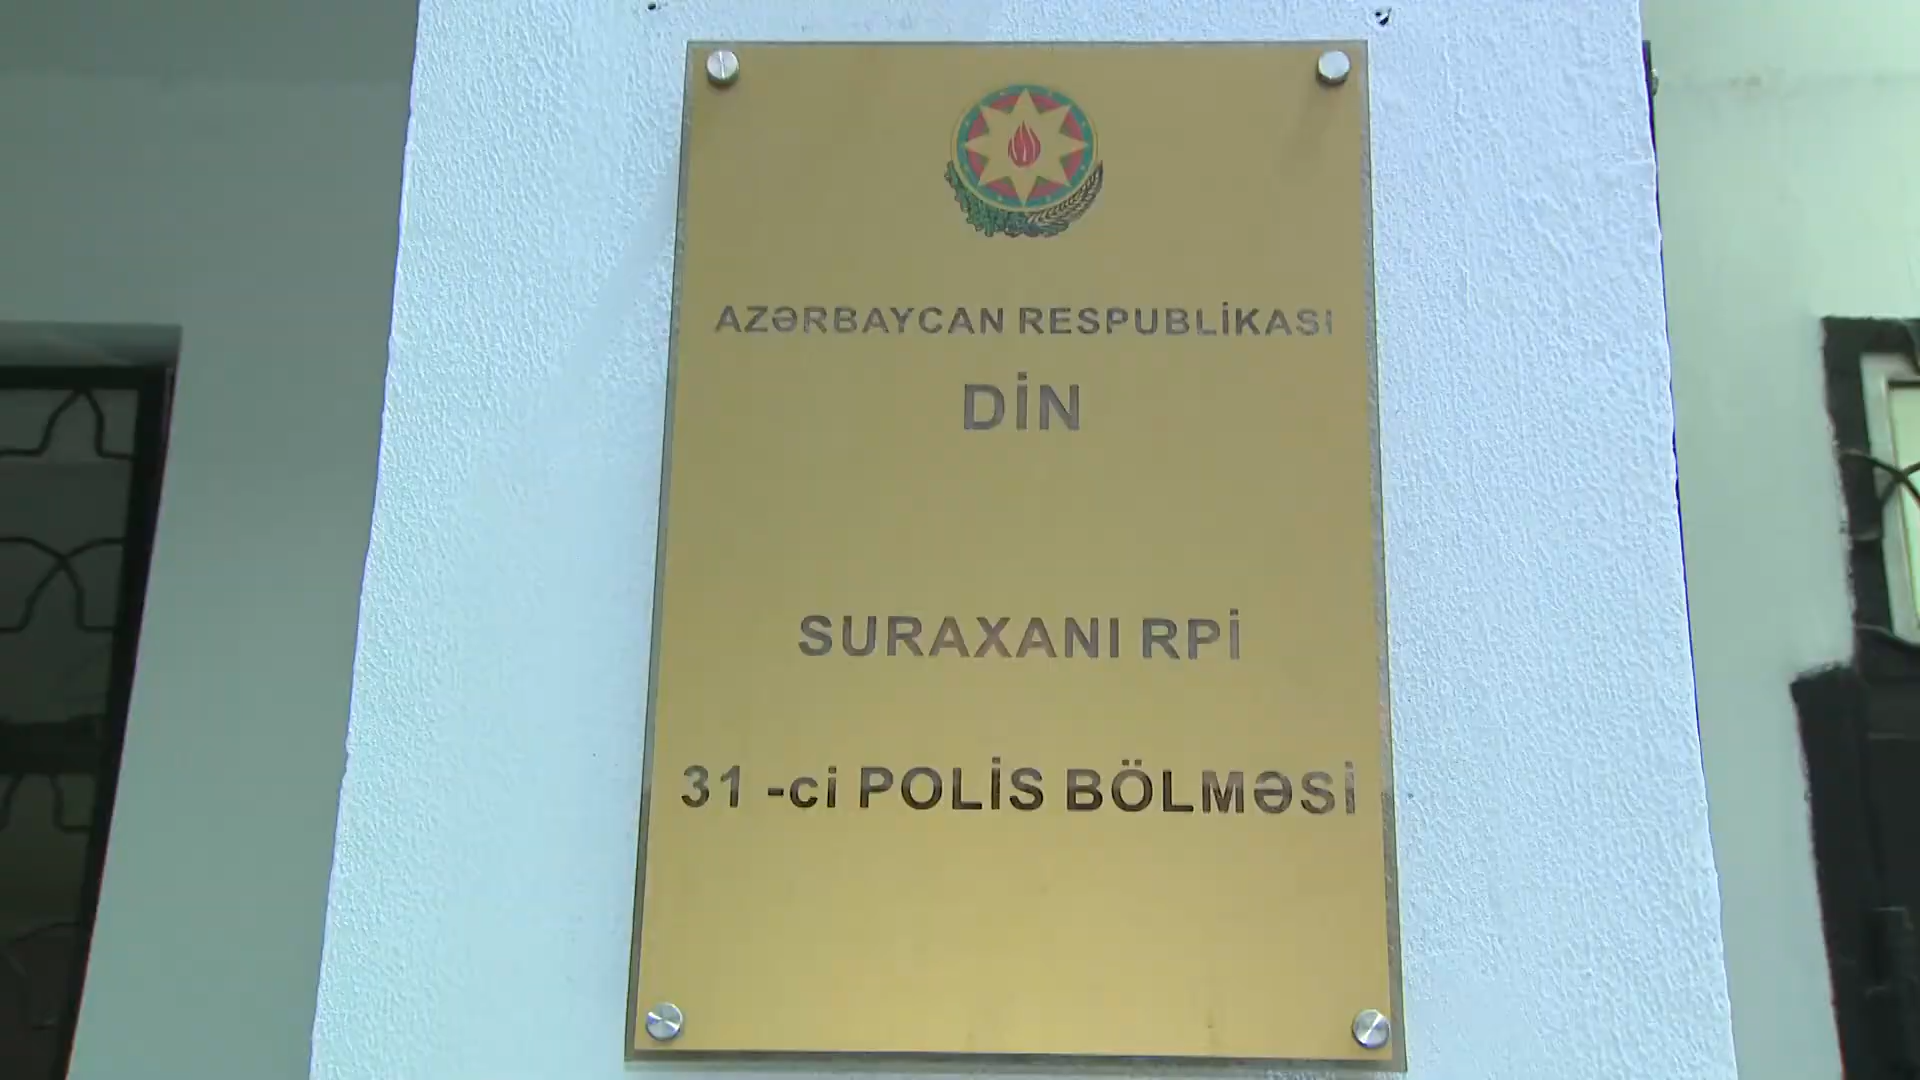 AZƏRBAYCAN RESPUBLİKASI
DİN
SURAXANI RPİ
31 -ci POLİS BÖLMƏSİ